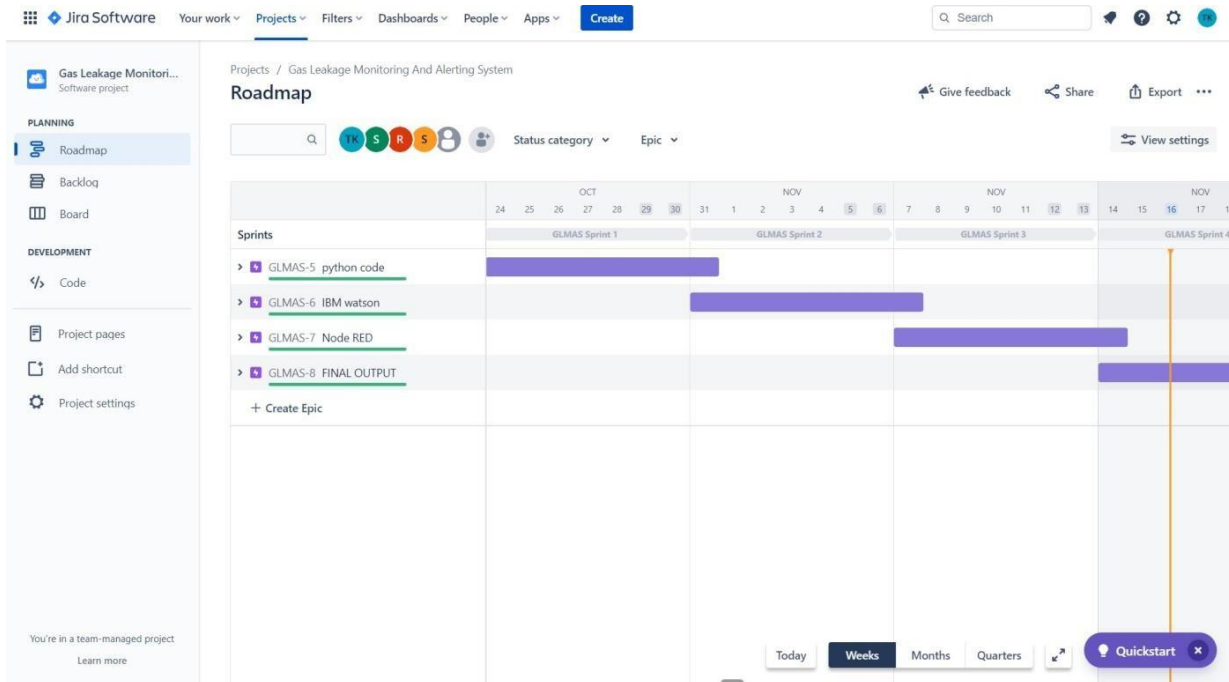 Jira Software Your work Projects Filters Dashboards People Apps Create Search TK
Gas Leakage Monitori...
Software project
PLANNING
Roadmap
Backlog
Board
DEVELOPMENT
Code
Project pages
Add shortcut
Project settings
You're in a team-managed project
Learn more
Projects / Gas Leakage Monitoring And Alerting System
Roadmap
Give feedback Share Export
TK S R S Status category Epic View settings
OCT NOV NOV NOV
24 25 26 27 28 29 30 31 1 2 3 4 5 6 7 8 9 10 11 12 13 14 15 16 17
Sprints GLMAS Sprint 1 GLMAS Sprint 2 GLMAS Sprint 3 GLMAS Sprint 4
GLMAS-5 python code
GLMAS-6 IBM watson
GLMAS-7 Node RED
GLMAS-8 FINAL OUTPUT
+ Create Epic
Today Weeks Months Quarters Quickstart